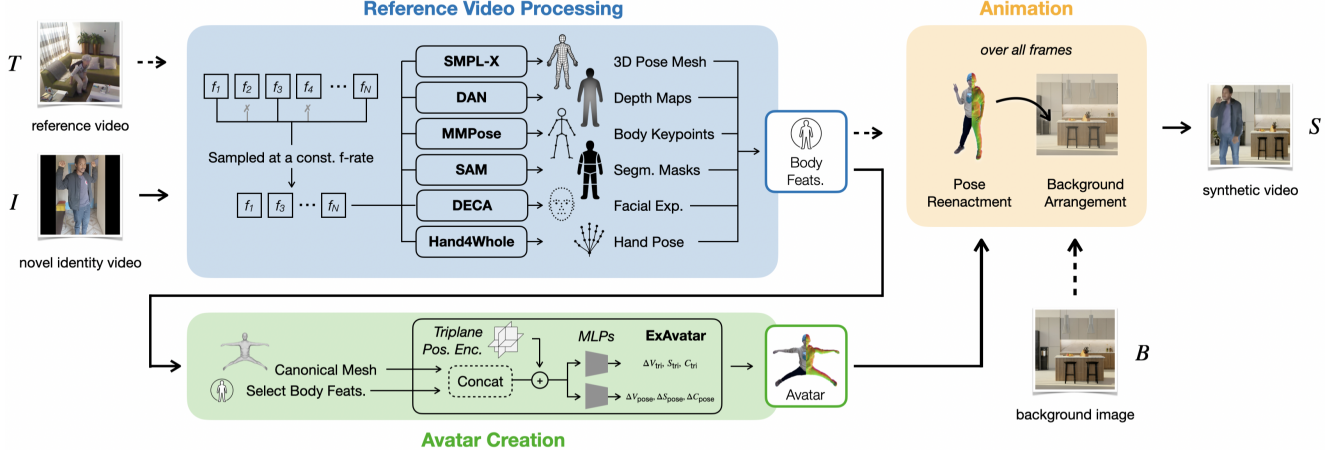 Reference Video Processing
Animation
T
reference video
I
novel identity video
f1 f2 f3 f4 ... fN
x x
Sampled at a const. f-rate
f1 f3 ... fN
SMPL-X
DAN
MMPose
SAM
DECA
Hand4Whole
3D Pose Mesh
Depth Maps
Body Keypoints
Segm. Masks
Facial Exp.
Hand Pose
Body
Feats.
over all frames
Pose
Reenactment
Background
Arrangement
S
synthetic video
B
background image
Canonical Mesh
Select Body Feats.
Triplane
Pos. Enc.
Concat
+
MLPs
ExAvatar
ΔVtri, Stri, Ctri
ΔVpose, ΔSpose, ΔCpose
Avatar
Avatar Creation